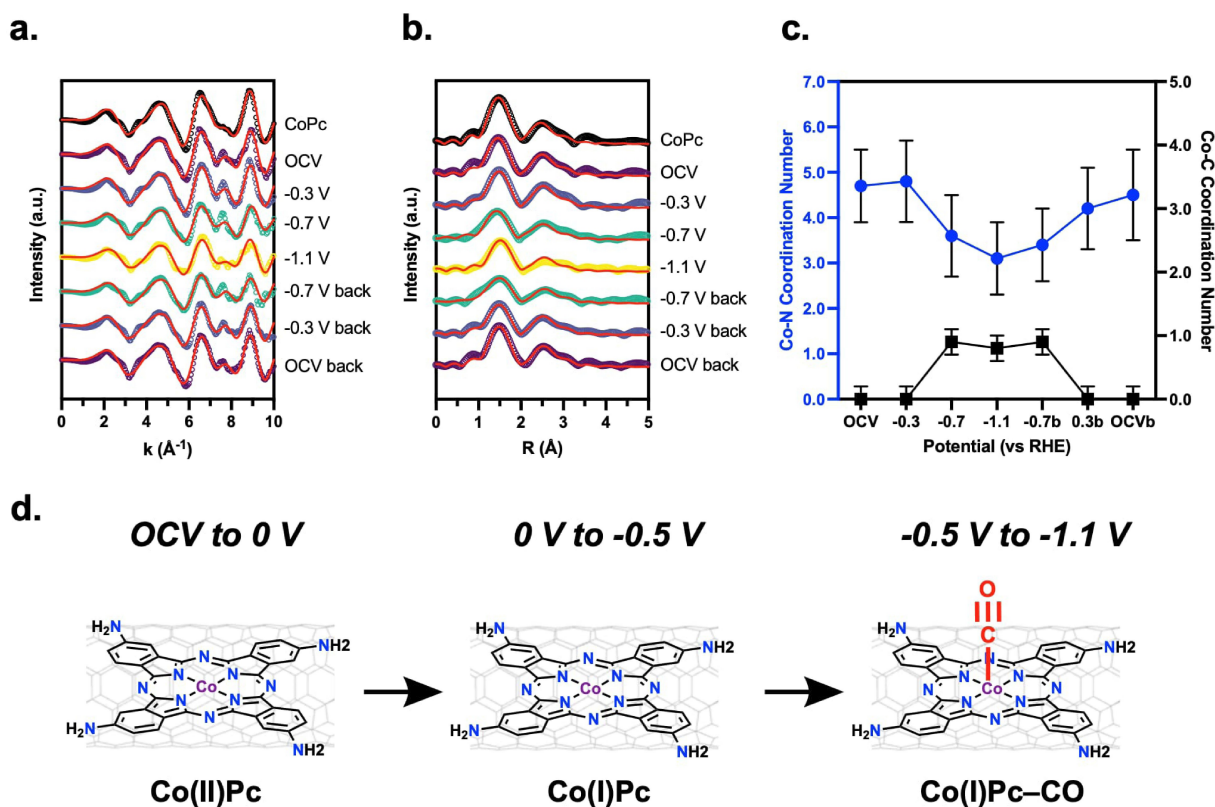 a.
Intensity (a.u.)
CoPc
OCV
-0.3 V
-0.7 V
-1.1 V
-0.7 V back
-0.3 V back
OCV back
0 2 4 6 8 10
k (Å-1)
b.
Intensity (a.u.)
CoPc
OCV
-0.3 V
-0.7 V
-1.1 V
-0.7 V back
-0.3 V back
OCV back
0 1 2 3 4 5
R (Å)
c.
Co-N Coordination Number
7.0
6.0
5.0
4.0
3.0
2.0
1.0
0.0
5.0
4.0
3.0
2.0
1.0
0.0
Co-C Coordination Number
OCV -0.3 -0.7 -1.1 -0.7b 0.3b OCVb
Potential (vs RHE)
d.
OCV to 0 V
H2N
NH2
N
N N
N Co N
N N
N
H2N
NH2
Co(II)Pc
0 V to -0.5 V
H2N
NH2
N
N N
N Co N
N N
N
H2N
NH2
Co(I)Pc
-0.5 V to -1.1 V
O
C
H2N
NH2
N
N N
N Co N
N N
N
H2N
NH2
Co(I)Pc–CO